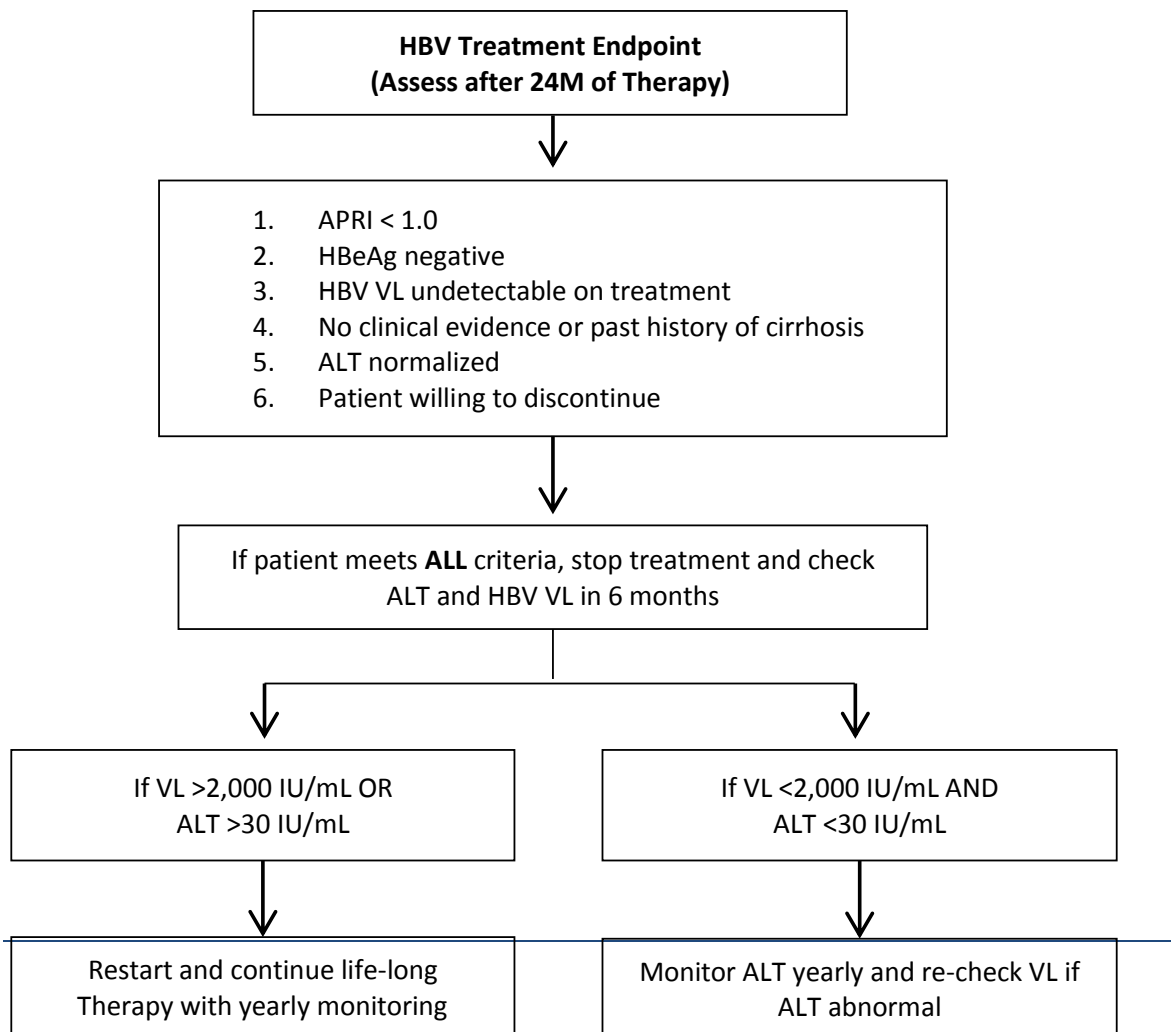 HBV Treatment Endpoint
(Assess after 24M of Therapy)
1. APRI < 1.0
2. HBeAg negative
3. HBV VL undetectable on treatment
4. No clinical evidence or past history of cirrhosis
5. ALT normalized
6. Patient willing to discontinue
If patient meets ALL criteria, stop treatment and check
ALT and HBV VL in 6 months
If VL >2,000 IU/mL OR
ALT >30 IU/mL
If VL <2,000 IU/mL AND
ALT <30 IU/mL
Restart and continue life-long
Therapy with yearly monitoring
Monitor ALT yearly and re-check VL if
ALT abnormal